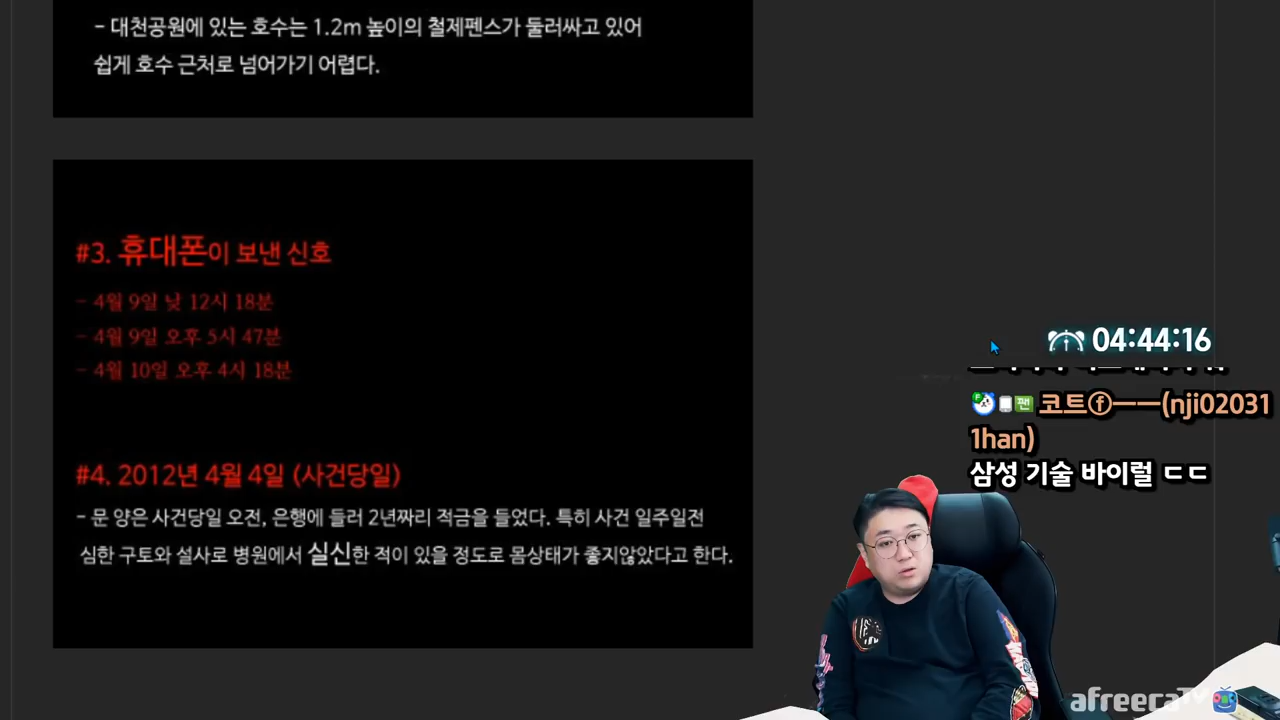 - 대천공원에 있는 호수는 1.2m 높이의 철제펜스가 둘러싸고 있어
쉽게 호수 근처로 넘어가기 어렵다.
#3. 휴대폰이 보낸 신호
- 4월 9일 낮 12시 18분
- 4월 9일 오후 5시 47분
- 4월 10일 오후 4시 18분
#4. 2012년 4월 4일 (사건당일)
- 문 양은 사건당일 오전, 은행에 들러 2년짜리 적금을 들었다. 특히 사건 일주일전
심한 구토와 설사로 병원에서 실신한 적이 있을 정도로 몸상태가 좋지않았다고 한다.
04:44:16
팬 코트ⓕㅡㅡ(nji02031
1han)
삼성 기술 바이럴 ㄷㄷ
afreecaTV